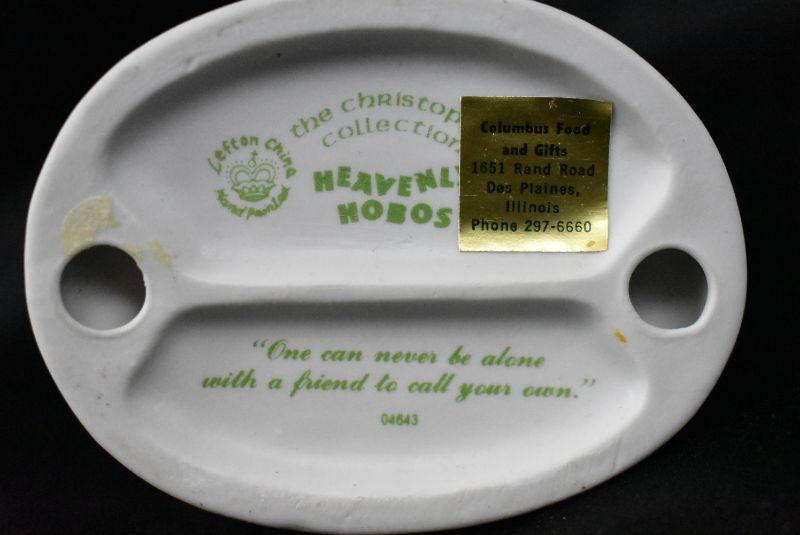 the Christop
Collection
Lefton China
Hand Painted
HEAVENLY
HOBOS
Columbus Food
and Gifts
1651 Rand Road
Des Plaines,
Illinois
Phone 297-6660
"One can never be alone
with a friend to call your own."
04643